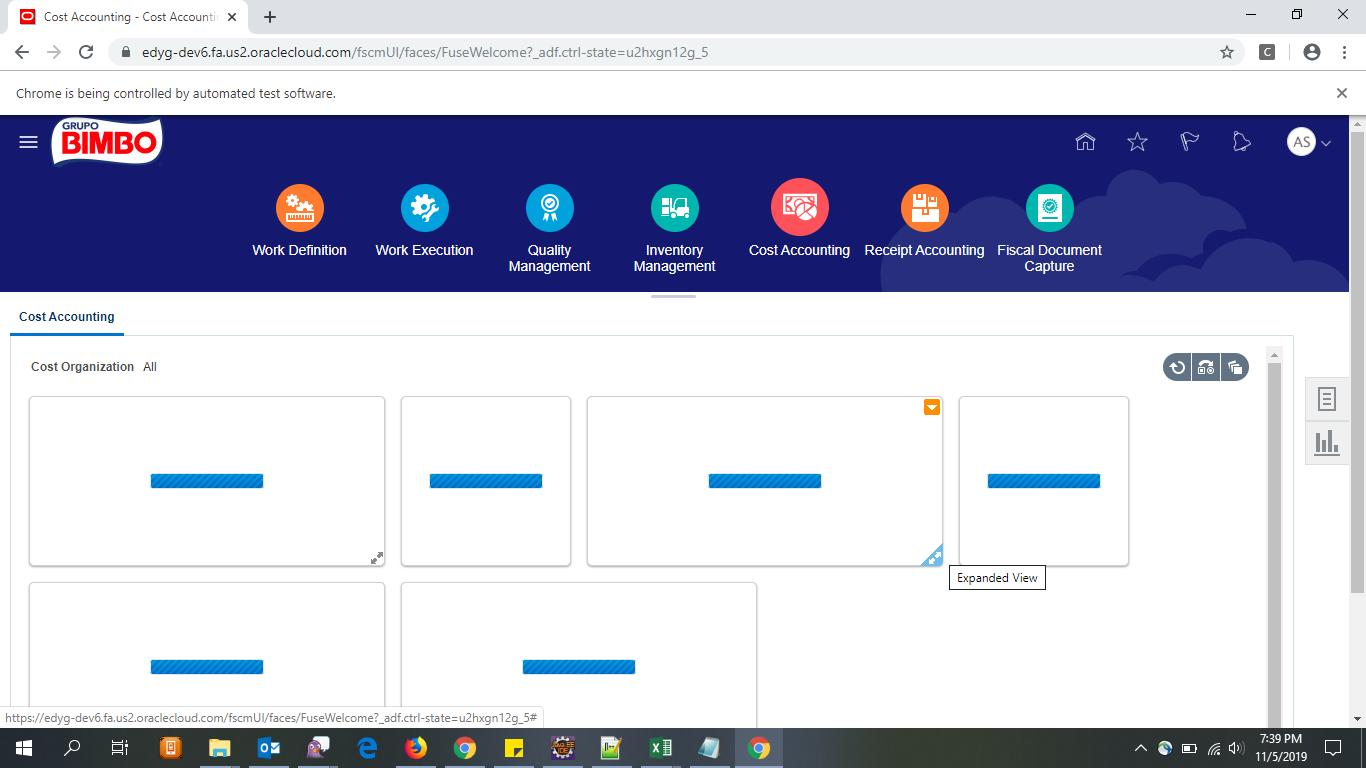 Cost Accounting - Cost Accounti
edyg-dev6.fa.us2.oraclecloud.com/fscmUI/faces/FuseWelcome?_adf.ctrl-state=u2hxgn12g_5
C
Chrome is being controlled by automated test software.
GRUPO
BIMBO
AS
Work Definition
Work Execution
Quality
Management
Inventory
Management
Cost Accounting
Receipt Accounting
Fiscal Document
Capture
Cost Accounting
Cost Organization All
Expanded View
https://edyg-dev6.fa.us2.oraclecloud.com/fscmUI/faces/FuseWelcome?_adf.ctrl-state=u2hxgn12g_5#
7:39 PM
11/5/2019